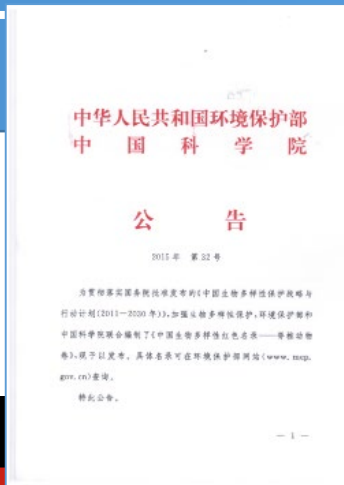 中华人民共和国环境保护部
中国科学院
公告
2015年 第32号
为贯彻落实国务院批准发布的《中国生物多样性保护战略与
行动计划(2011—2030年)》,加强生物多样性保护,环境保护部和
中国科学院联合编制了《中国生物多样性红色名录——脊椎动物
卷》,现予以发布。具体名录可在环境保护部网站(www.mep.
gov.cn)查询。
特此公告。
— 1 —